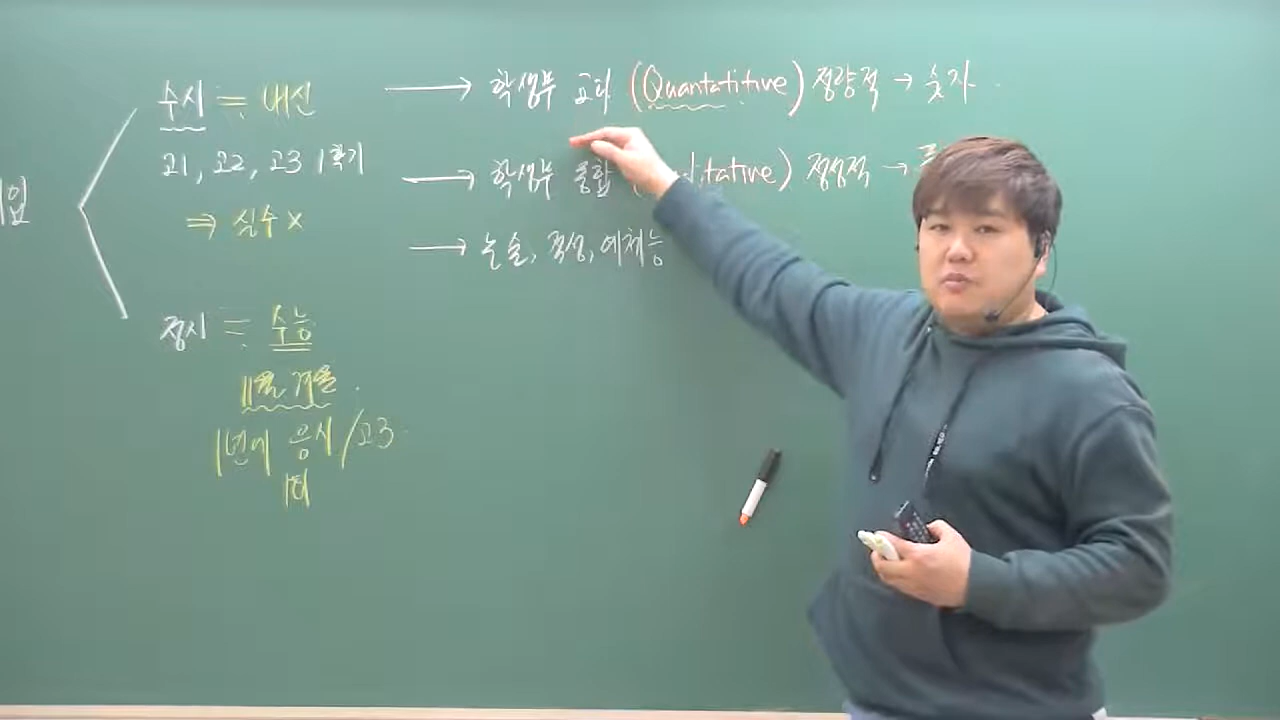 수시 ≒ 내신
고1, 고2, 고3 1학기
⇒ 실수 x
→ 학생부 교과 (Quantatitive) 정량적 → 숫자
→ 학생부 종합 litative) 정성적 →
→ 논술, 적성, 예체능
정시 ≒ 수능
11월 겨울.
1년에 응시/고3
1회